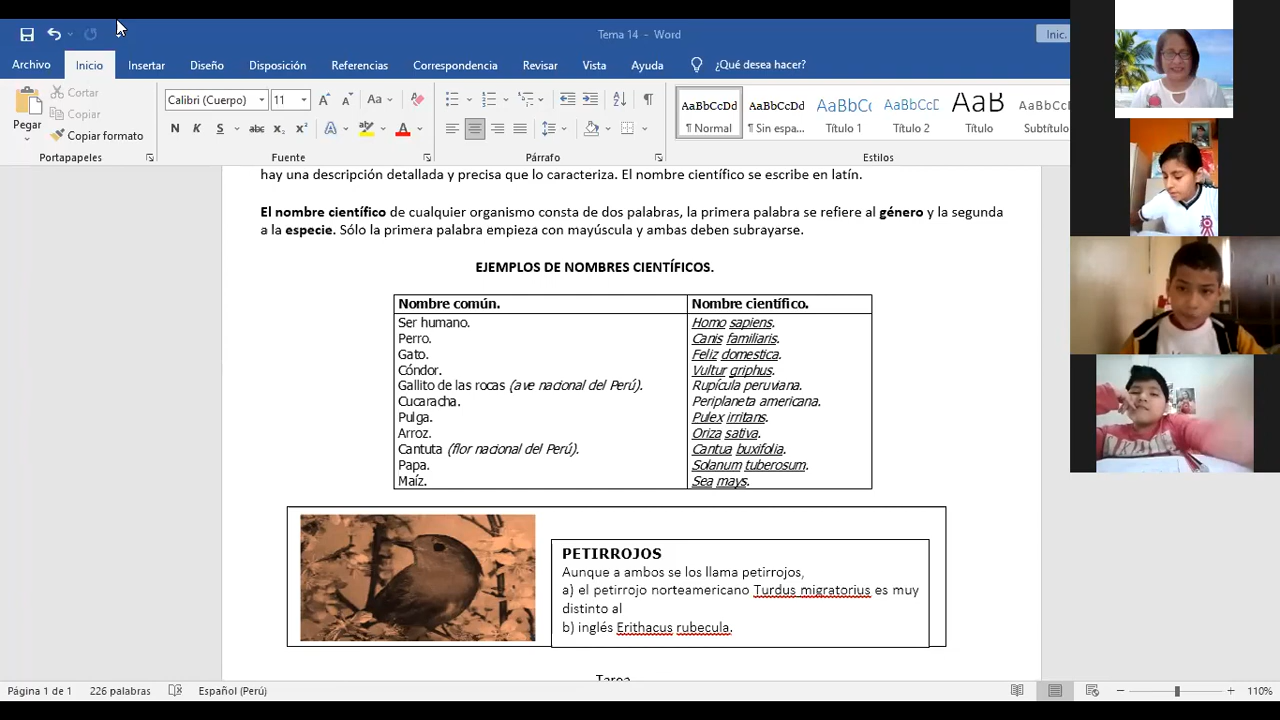 Tema 14 - Word
Inic.
Archivo Inicio Insertar Diseño Disposición Referencias Correspondencia Revisar Vista Ayuda ¿Qué desea hacer?
Pegar
Cortar
Copiar
Copiar formato
Portapapeles
Calibri (Cuerpo) 11
Aa
N K S abc x₂ x² A A
Fuente
Párrafo
AaBbCcDd AaBbCcDd AaBbC AaBbCcC AaB AaBbCcD
¶ Normal ¶ Sin espa... Título 1 Título 2 Título Subtítulo
Estilos
hay una descripción detallada y precisa que lo caracteriza. El nombre científico se escribe en latín.
El nombre científico de cualquier organismo consta de dos palabras, la primera palabra se refiere al género y la segunda
a la especie. Sólo la primera palabra empieza con mayúscula y ambas deben subrayarse.
EJEMPLOS DE NOMBRES CIENTÍFICOS.
Nombre común. Nombre científico.
Ser humano. Homo sapiens.
Perro. Canis familiaris.
Gato. Feliz domestica.
Cóndor. Vultur griphus.
Gallito de las rocas (ave nacional del Perú). Rupícula peruviana.
Cucaracha. Periplaneta americana.
Pulga. Pulex irritans.
Arroz. Oriza sativa.
Cantuta (flor nacional del Perú). Cantua buxifolia.
Papa. Solanum tuberosum.
Maíz. Sea mays.
PETIRROJOS
Aunque a ambos se los llama petirrojos,
a) el petirrojo norteamericano Turdus migratorius es muy
distinto al
b) inglés Erithacus rubecula.
Tarea
Página 1 de 1 226 palabras Español (Perú) 110%